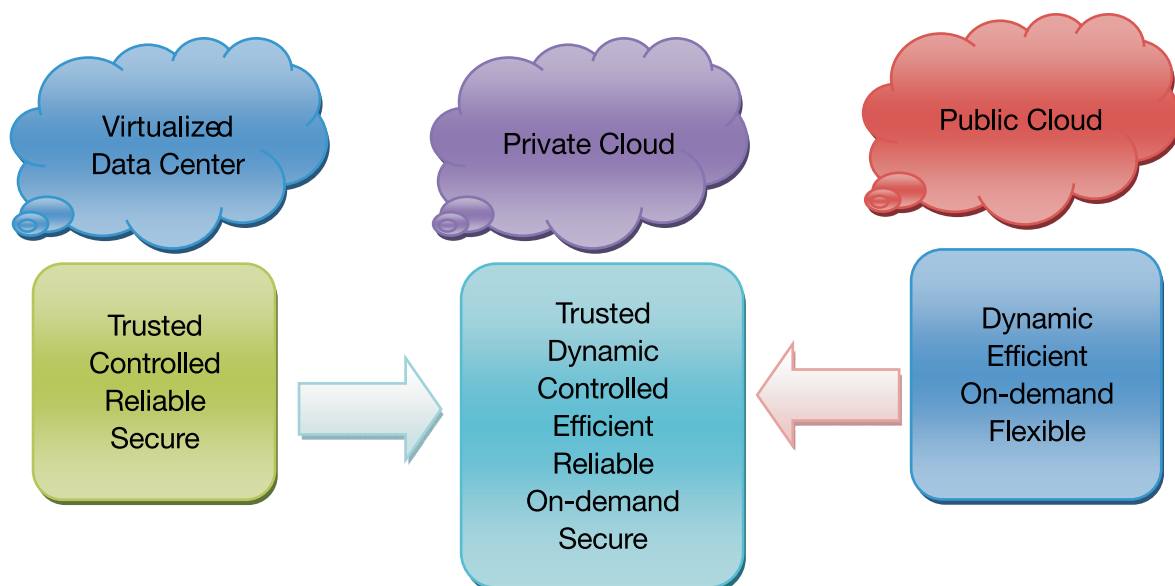 Virtualized
Data Center
Private Cloud
Public Cloud
Trusted
Controlled
Reliable
Secure
Trusted
Dynamic
Controlled
Efficient
Reliable
On-demand
Secure
Dynamic
Efficient
On-demand
Flexible